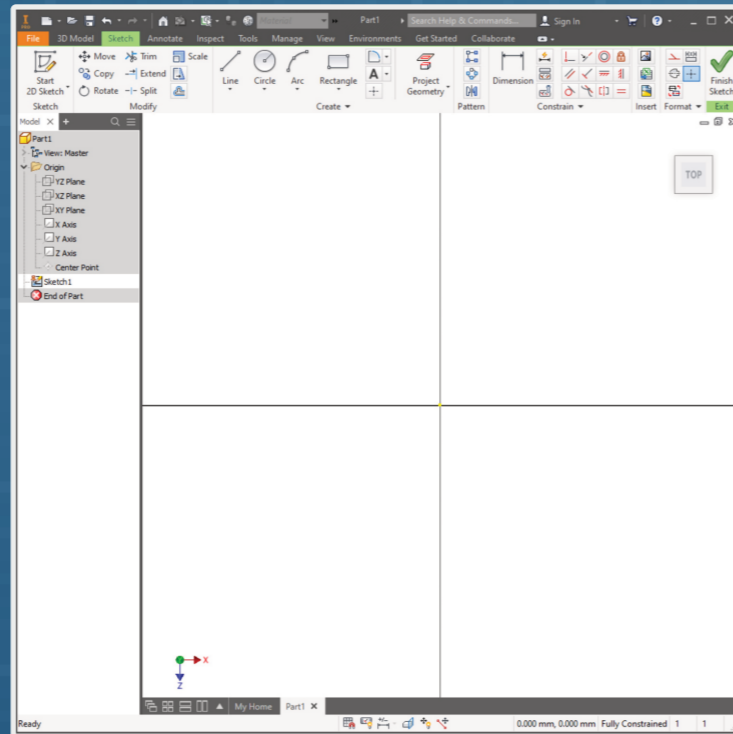 Material Part1 Search Help & Commands... Sign In
File 3D Model Sketch Annotate Inspect Tools Manage View Environments Get Started Collaborate
Start
2D Sketch
Move Trim Scale
Copy Extend
Rotate Split
Line Circle Arc Rectangle
A
Project
Geometry
Dimension
Finish
Sketch
Sketch Modify Create Pattern Constrain Insert Format Exit
Model
Part1
View: Master
Origin
YZ Plane
XZ Plane
XY Plane
X Axis
Y Axis
Z Axis
Center Point
Sketch1
End of Part
TOP
X
Z
My Home Part1
Ready 0.000 mm, 0.000 mm Fully Constrained 1 1